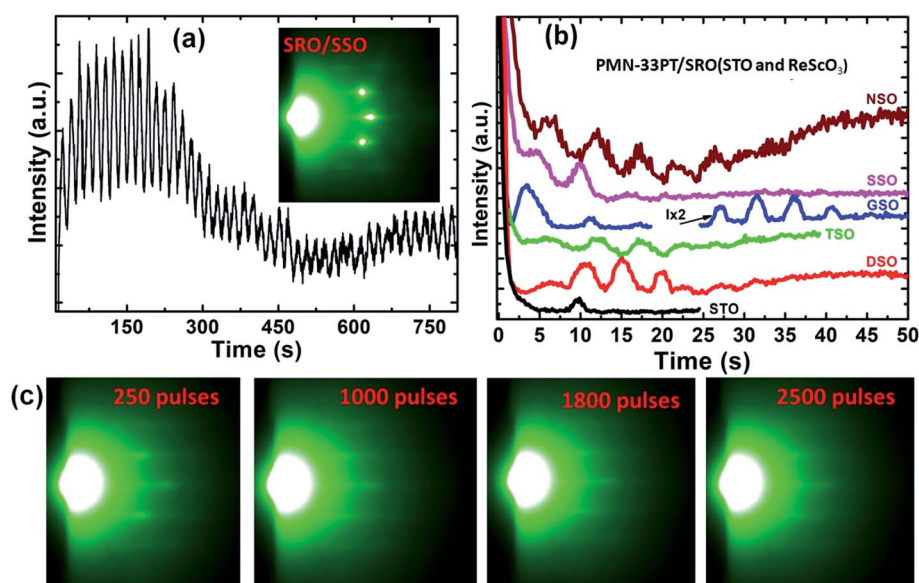 (a)
SRO/SSO
Intensity (a.u.)
150 300 450 600 750
Time (s)
(b)
PMN-33PT/SRO(STO and ReScO₃)
NSO
SSO
GSO
Ix2
TSO
DSO
STO
Intensity (a.u.)
0 5 10 15 20 25 30 35 40 45 50
Time (s)
(c)
250 pulses
1000 pulses
1800 pulses
2500 pulses